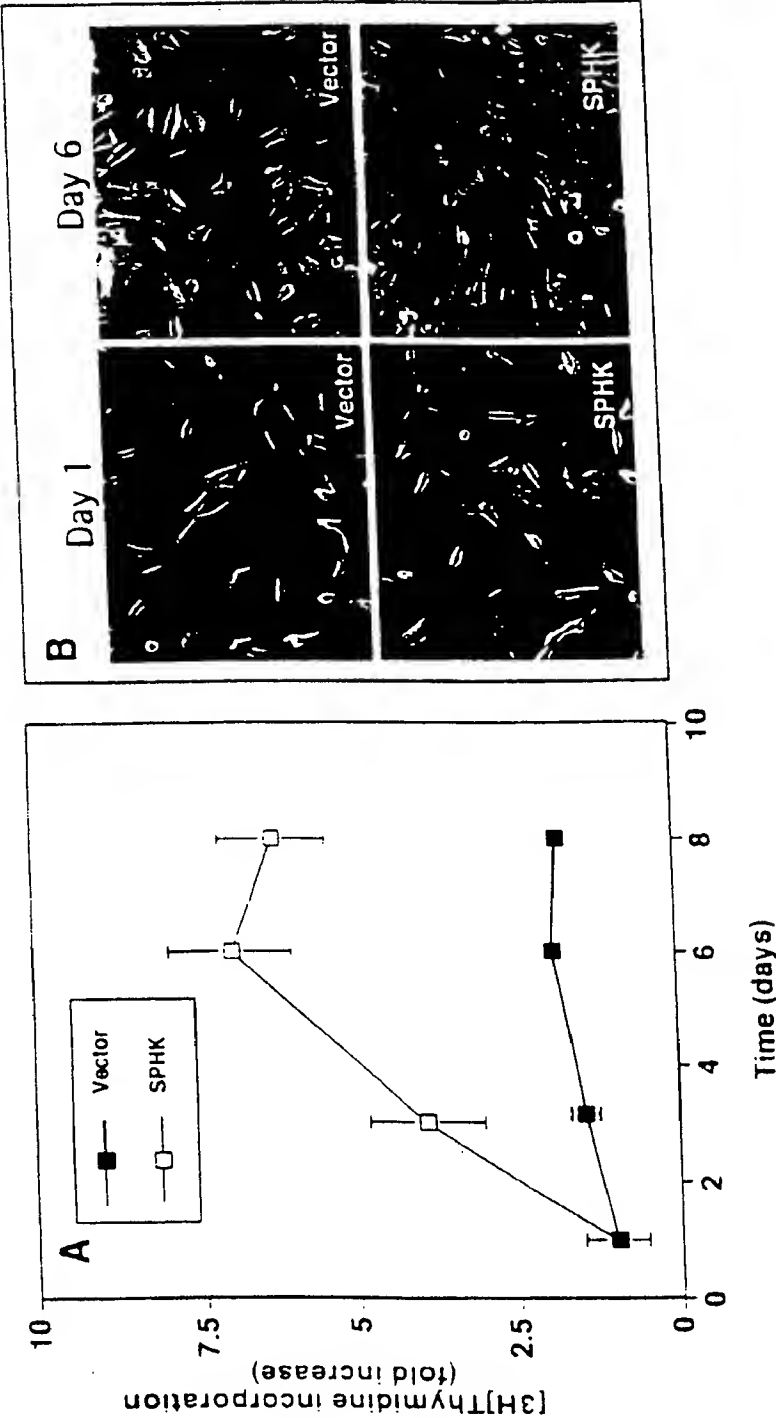 A
Vector
SPHK
[3H]Thymidine incorporation
(fold increase)
10
7.5
5
2.5
0
0
2
4
6
8
10
Time (days)
B
Day 1
Day 6
Vector
Vector
SPHK
SPHK